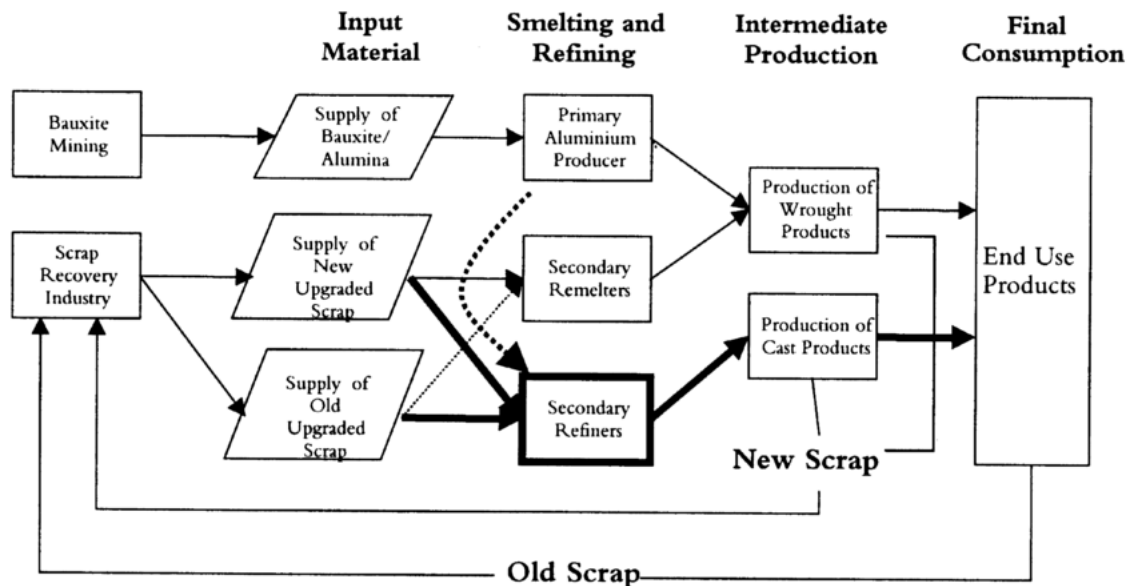 Input
Material
Smelting and
Refining
Intermediate
Production
Final
Consumption
Bauxite
Mining
Supply of
Bauxite/
Alumina
Primary
Aluminium
Producer
Production of
Wrought
Products
Scrap
Recovery
Industry
Supply of
New
Upgraded
Scrap
Secondary
Remelters
End Use
Products
Production of
Cast Products
Supply of
Old
Upgraded
Scrap
Secondary
Refiners
New Scrap
Old Scrap